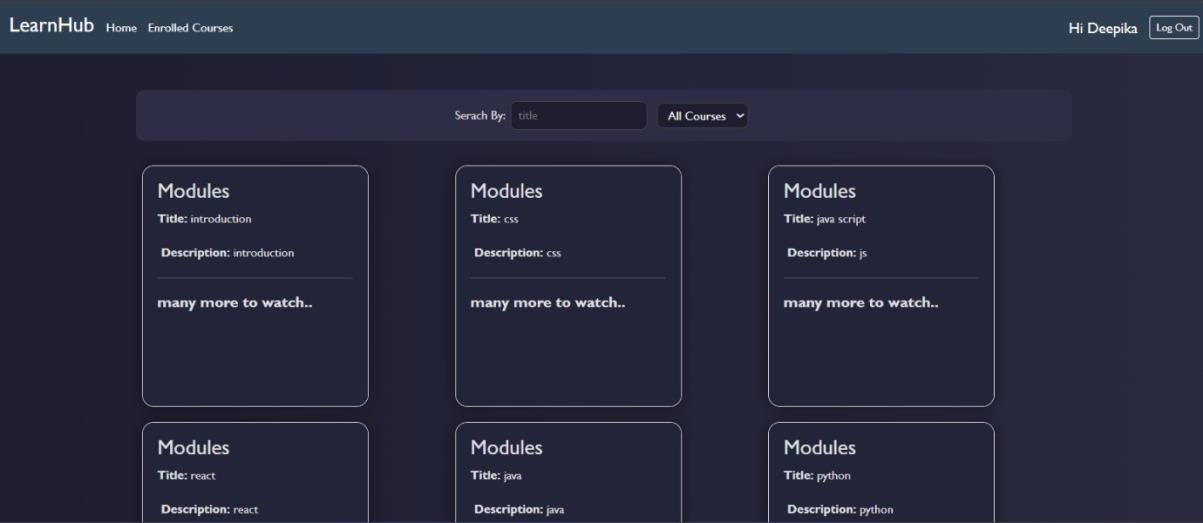 LearnHub Home Enrolled Courses Hi Deepika Log Out
Serach By: title All Courses
Modules
Title: introduction
Description: introduction
many more to watch..
Modules
Title: css
Description: css
many more to watch..
Modules
Title: java script
Description: js
many more to watch..
Modules
Title: react
Description: react
Modules
Title: java
Description: java
Modules
Title: python
Description: python